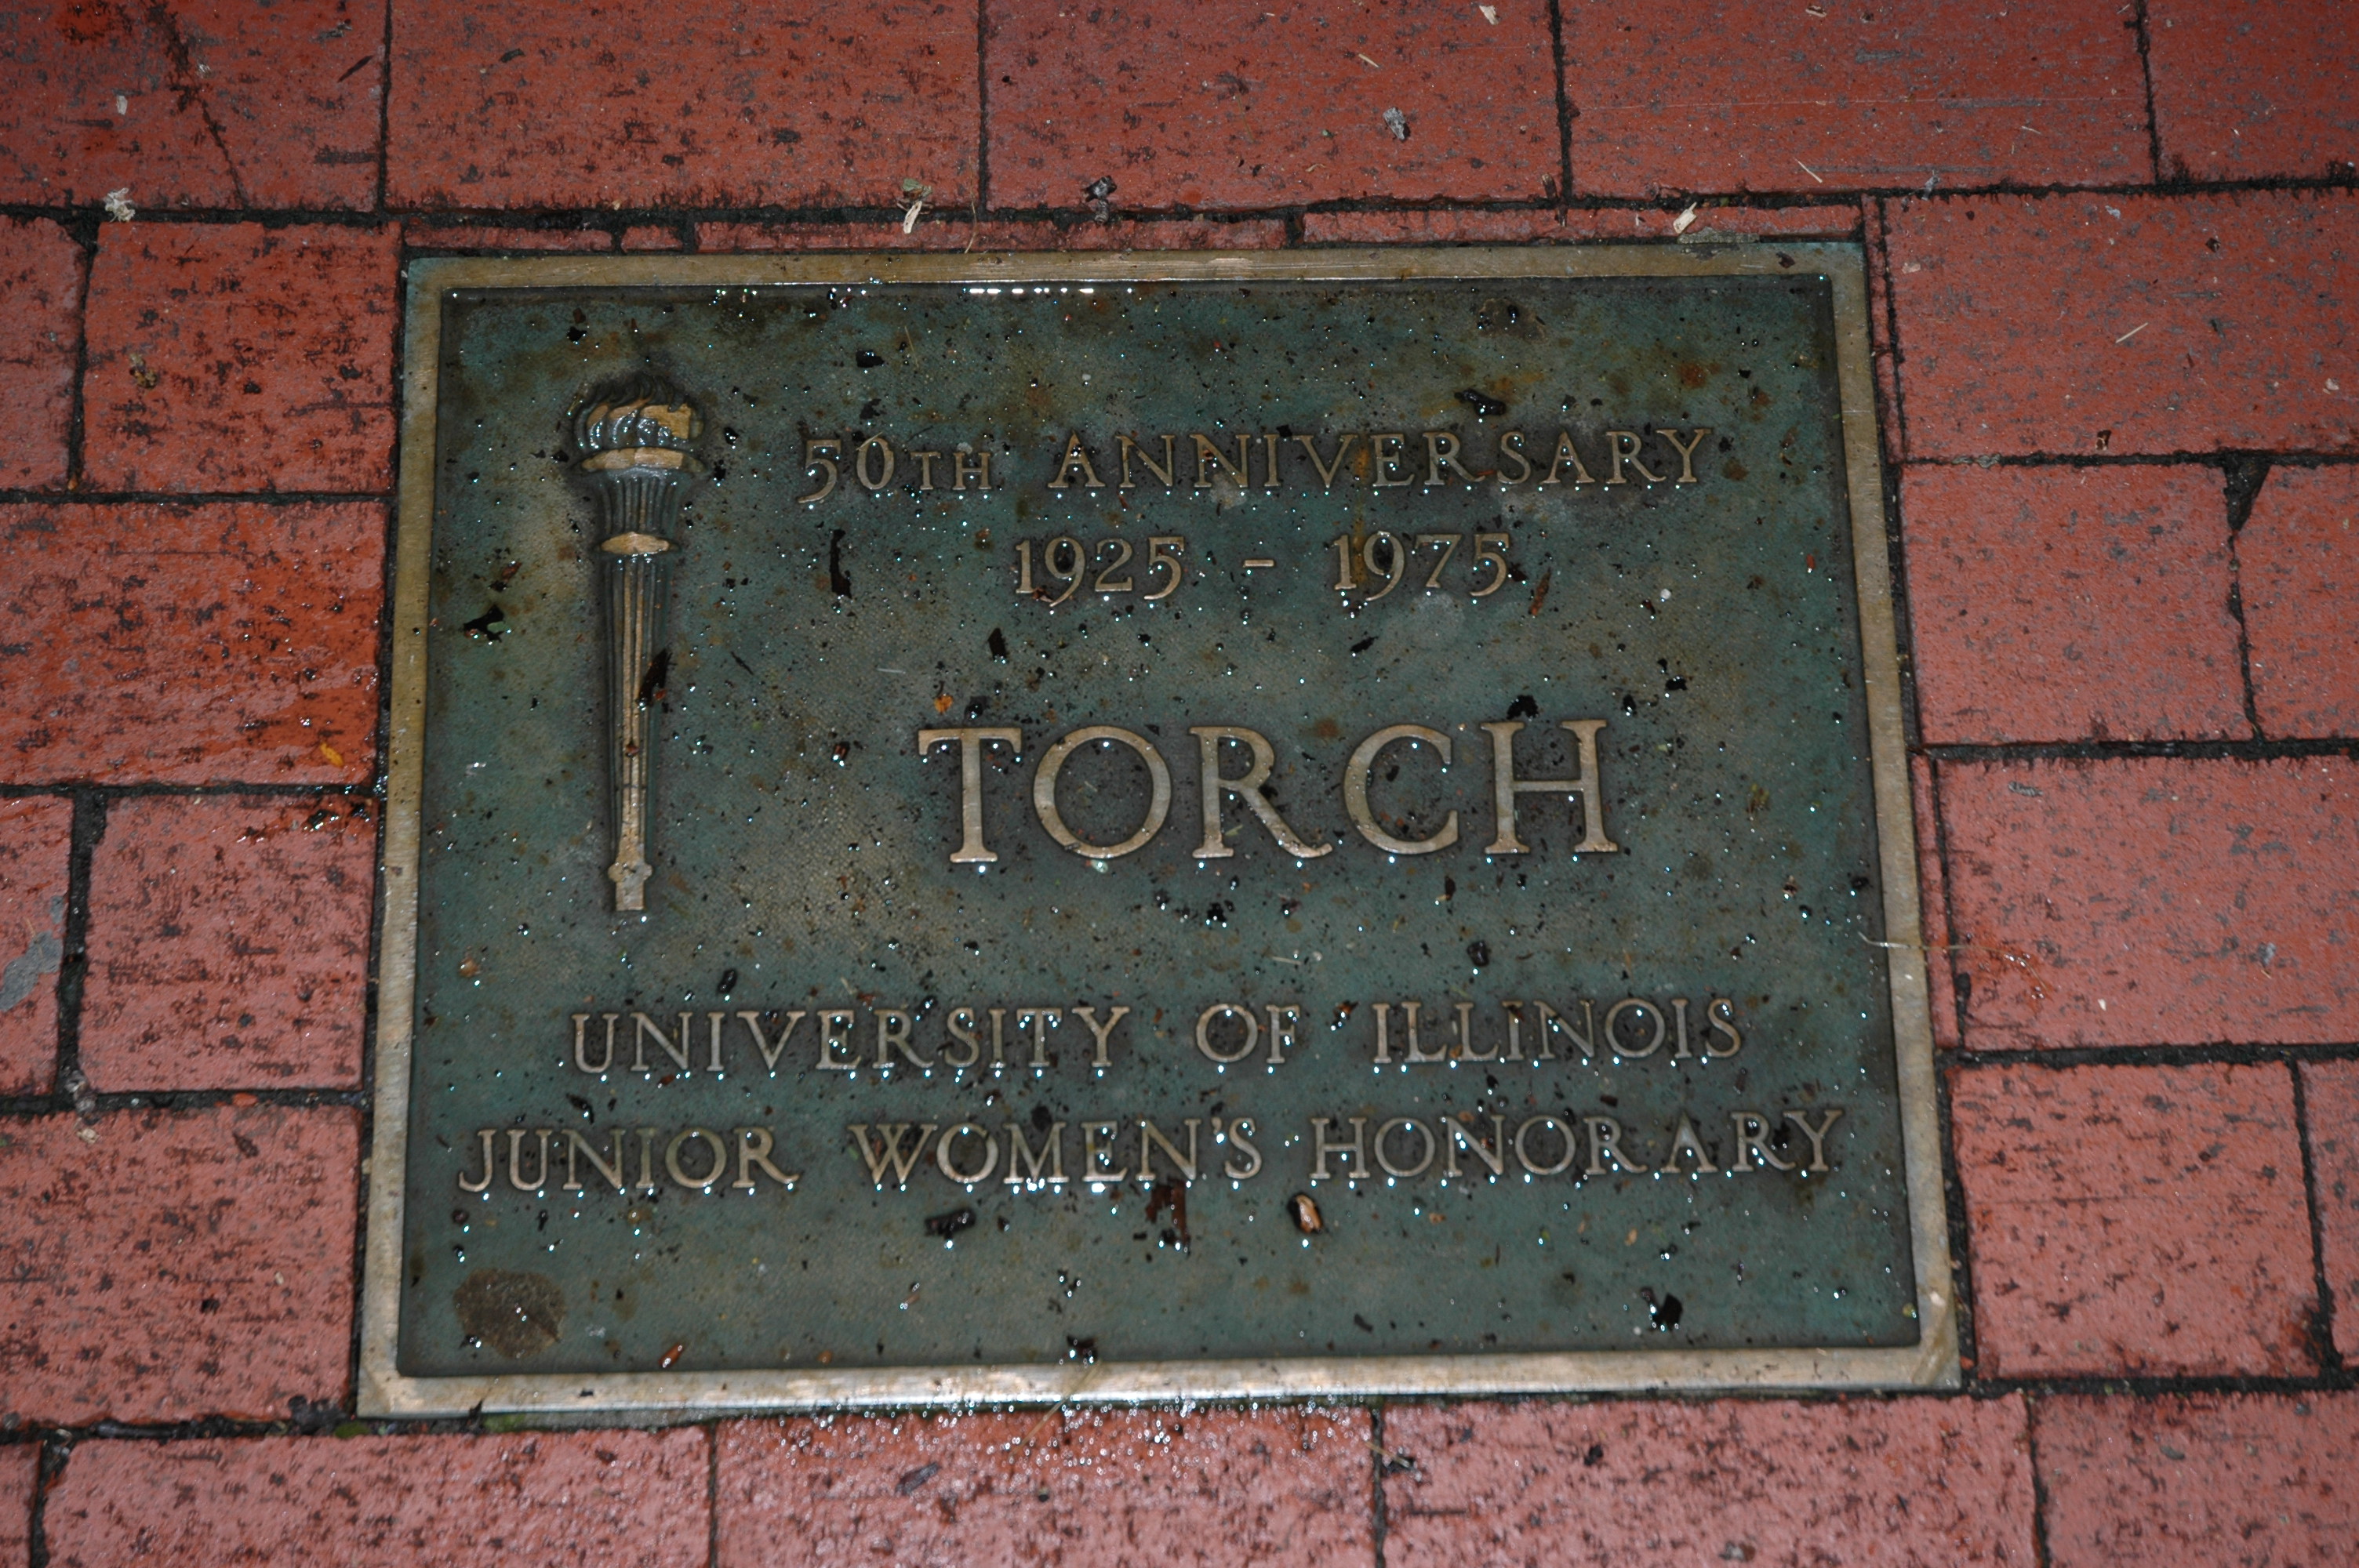 50TH ANNIVERSARY
1925 - 1975
TORCH
UNIVERSITY OF ILLINOIS
JUNIOR WOMEN'S HONORARY